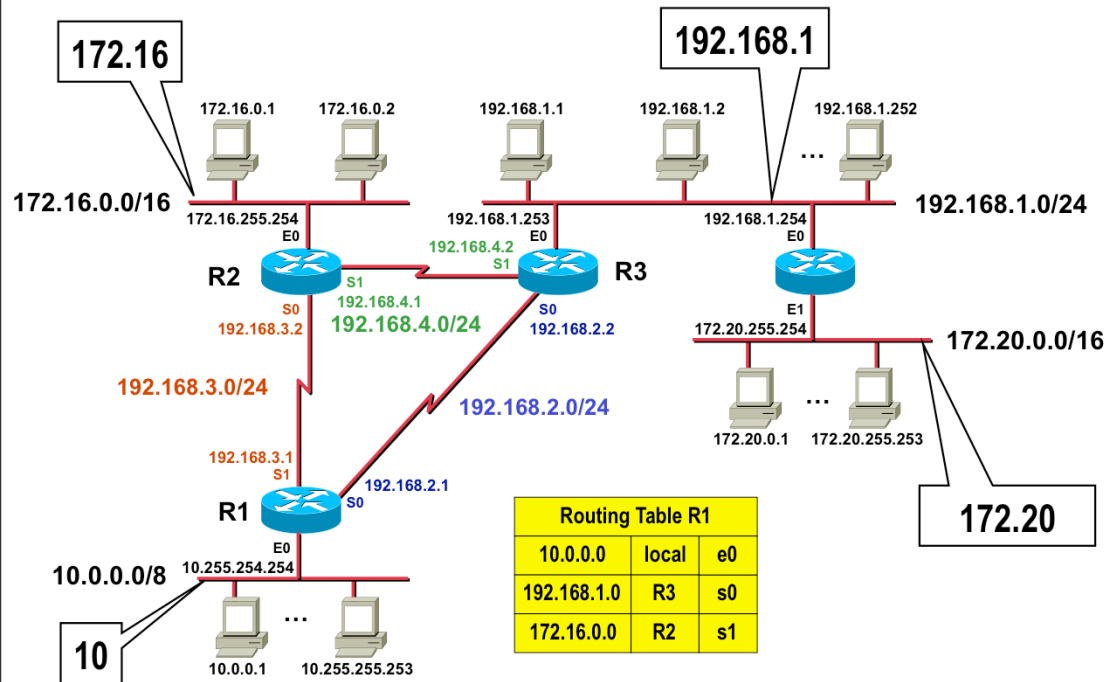 172.16
192.168.1
172.16.0.1
172.16.0.2
192.168.1.1
192.168.1.2
192.168.1.252
...
172.16.0.0/16
192.168.1.0/24
172.16.255.254
E0
192.168.1.253
E0
192.168.1.254
E0
R2
R3
192.168.4.2
S1
S1
192.168.4.1
192.168.4.0/24
S0
192.168.3.2
S0
192.168.2.2
E1
172.20.255.254
172.20.0.0/16
...
172.20.0.1
172.20.255.253
172.20
192.168.3.0/24
192.168.2.0/24
192.168.3.1
S1
192.168.2.1
S0
R1
E0
10.255.254.254
10.0.0.0/8
...
10.0.0.1
10.255.255.253
10
Routing Table R1
10.0.0.0 local e0
192.168.1.0 R3 s0
172.16.0.0 R2 s1